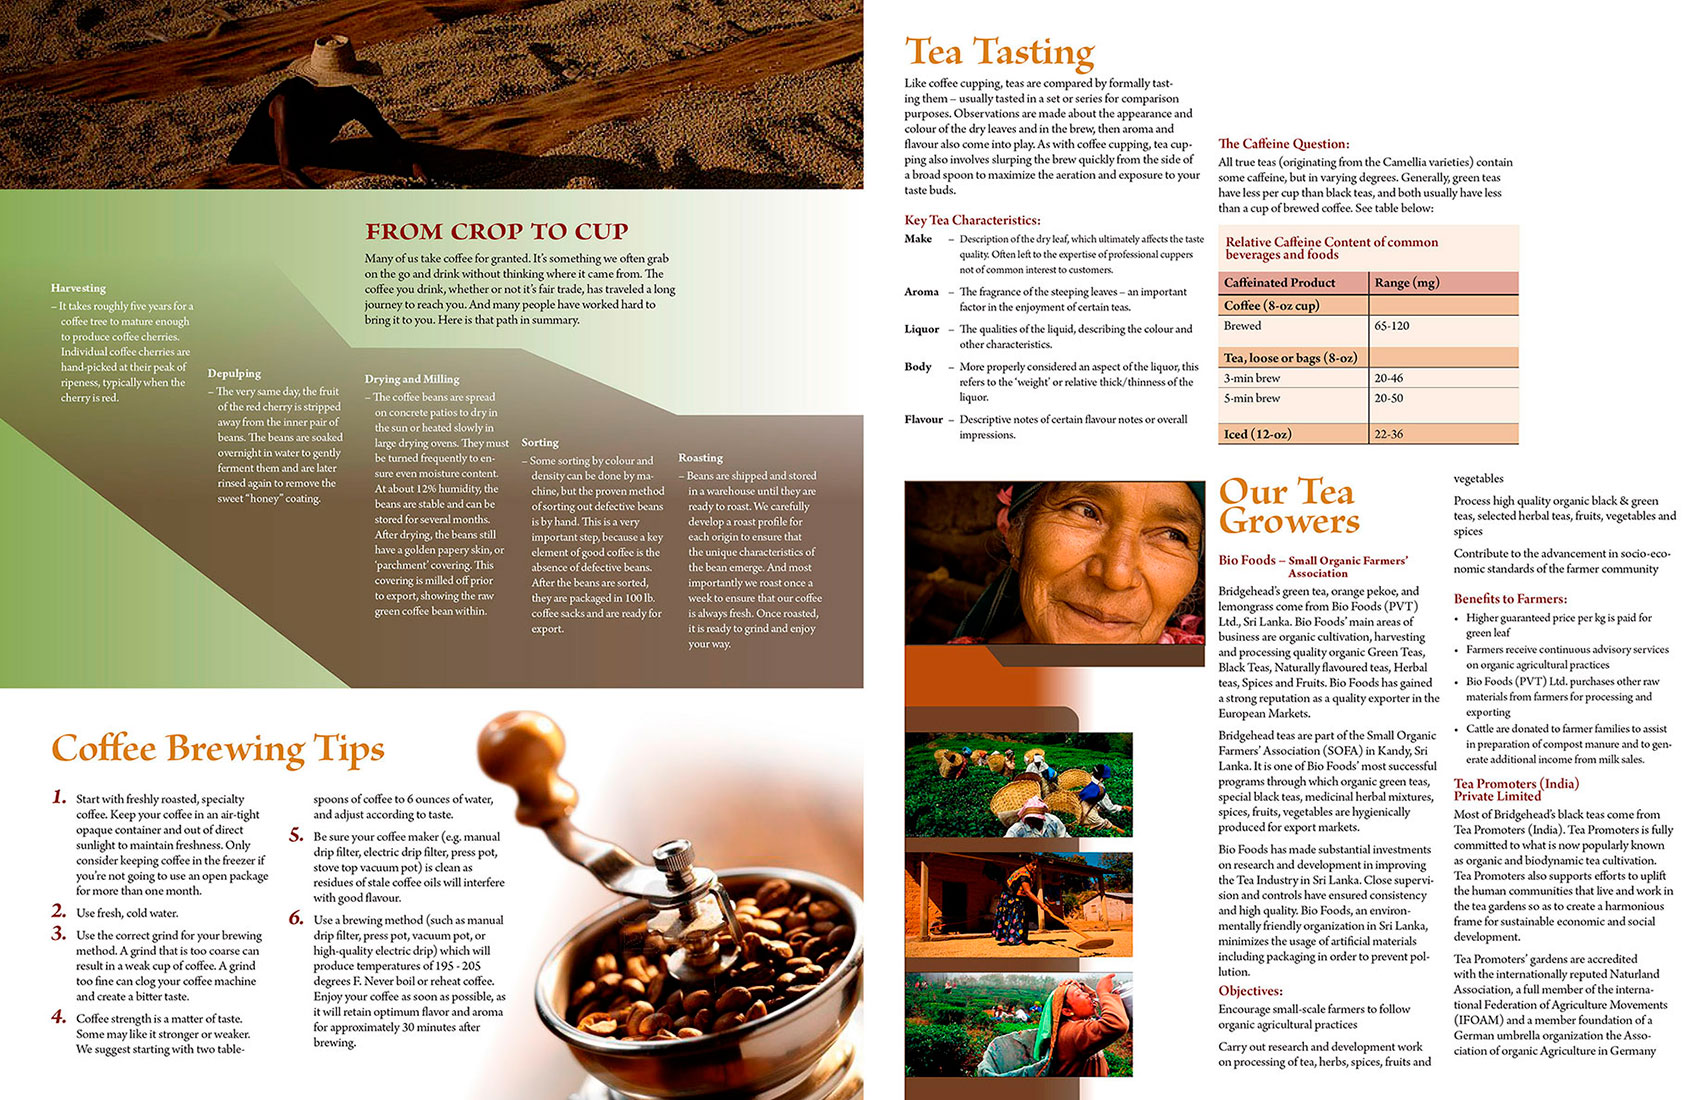 FROM CROP TO CUP
Many of us take coffee for granted. It's something we often grab
on the go and drink without thinking where it came from. The
coffee you drink, whether or not it's fair trade, has traveled a long
journey to reach you. And many people have worked hard to
bring it to you. Here is that path in summary.
Harvesting
– It takes roughly five years for a
coffee tree to mature enough
to produce coffee cherries.
Individual coffee cherries are
hand-picked at their peak of
ripeness, typically when the
cherry is red.
Depulping
– The very same day, the fruit
of the red cherry is stripped
away from the inner pair of
beans. The beans are soaked
overnight in water to gently
ferment them and are later
rinsed again to remove the
sweet "honey" coating.
Drying and Milling
– The coffee beans are spread
on concrete patios to dry in
the sun or heated slowly in
large drying ovens. They must
be turned frequently to en-
sure even moisture content.
At about 12% humidity, the
beans are stable and can be
stored for several months.
After drying, the beans still
have a golden papery skin, or
'parchment' covering. This
covering is milled off prior
to export, showing the raw
green coffee bean within.
Sorting
– Some sorting by colour and
density can be done by ma-
chine, but the proven method
of sorting out defective beans
is by hand. This is a very
important step, because a key
element of good coffee is the
absence of defective beans.
After the beans are sorted,
they are packaged in 100 lb.
coffee sacks and are ready for
export.
Roasting
– Beans are shipped and stored
in a warehouse until they are
ready to roast. We carefully
develop a roast profile for
each origin to ensure that
the unique characteristics of
the bean emerge. And most
importantly we roast once a
week to ensure that our coffee
is always fresh. Once roasted,
it is ready to grind and enjoy
your way.
Coffee Brewing Tips
1. Start with freshly roasted, specialty
coffee. Keep your coffee in an air-tight
opaque container and out of direct
sunlight to maintain freshness. Only
consider keeping coffee in the freezer if
you're not going to use an open package
for more than one month.
2. Use fresh, cold water.
3. Use the correct grind for your brewing
method. A grind that is too coarse can
result in a weak cup of coffee. A grind
too fine can clog your coffee machine
and create a bitter taste.
4. Coffee strength is a matter of taste.
Some may like it stronger or weaker.
We suggest starting with two table-
spoons of coffee to 6 ounces of water,
and adjust according to taste.
5. Be sure your coffee maker (e.g. manual
drip filter, electric drip filter, press pot,
stove top vacuum pot) is clean as
residues of stale coffee oils will interfere
with good flavour.
6. Use a brewing method (such as manual
drip filter, press pot, vacuum pot, or
high-quality electric drip) which will
produce temperatures of 195 - 205
degrees F. Never boil or reheat coffee.
Enjoy your coffee as soon as possible, as
it will retain optimum flavor and aroma
for approximately 30 minutes after
brewing.
Tea Tasting
Like coffee cupping, teas are compared by formally tast-
ing them – usually tasted in a set or series for comparison
purposes. Observations are made about the appearance and
colour of the dry leaves and in the brew, then aroma and
flavour also come into play. As with coffee cupping, tea cup-
ping also involves slurping the brew quickly from the side of
a broad spoon to maximize the aeration and exposure to your
taste buds.
Key Tea Characteristics:
Make – Description of the dry leaf, which ultimately affects the taste
quality. Often left to the expertise of professional cuppers
not of common interest to customers.
Aroma – The fragrance of the steeping leaves – an important
factor in the enjoyment of certain teas.
Liquor – The qualities of the liquid, describing the colour and
other characteristics.
Body – More properly considered an aspect of the liquor, this
refers to the 'weight' or relative thick/thinness of the
liquor.
Flavour – Descriptive notes of certain flavour notes or overall
impressions.
The Caffeine Question:
All true teas (originating from the Camellia varieties) contain
some caffeine, but in varying degrees. Generally, green teas
have less per cup than black teas, and both usually have less
than a cup of brewed coffee. See table below:
Relative Caffeine Content of common
beverages and foods
Caffeinated Product Range (mg)
Coffee (8-oz cup)
Brewed 65-120
Tea, loose or bags (8-oz)
3-min brew 20-46
5-min brew 20-50
Iced (12-oz) 22-36
Our Tea
Growers
Bio Foods – Small Organic Farmers'
Association
Bridgehead's green tea, orange pekoe, and
lemongrass come from Bio Foods (PVT)
Ltd., Sri Lanka. Bio Foods' main areas of
business are organic cultivation, harvesting
and processing quality organic Green Teas,
Black Teas, Naturally flavoured teas, Herbal
teas, Spices and Fruits. Bio Foods has gained
a strong reputation as a quality exporter in the
European Markets.
Bridgehead teas are part of the Small Organic
Farmers' Association (SOFA) in Kandy, Sri
Lanka. It is one of Bio Foods' most successful
programs through which organic green teas,
special black teas, medicinal herbal mixtures,
spices, fruits, vegetables are hygienically
produced for export markets.
Bio Foods has made substantial investments
on research and development in improving
the Tea Industry in Sri Lanka. Close supervi-
sion and controls have ensured consistency
and high quality. Bio Foods, an environ-
mentally friendly organization in Sri Lanka,
minimizes the usage of artificial materials
including packaging in order to prevent pol-
lution.
Objectives:
Encourage small-scale farmers to follow
organic agricultural practices
Carry out research and development work
on processing of tea, herbs, spices, fruits and
vegetables
Process high quality organic black & green
teas, selected herbal teas, fruits, vegetables and
spices
Contribute to the advancement in socio-eco-
nomic standards of the farmer community
Benefits to Farmers:
• Higher guaranteed price per kg is paid for
green leaf
• Farmers receive continuous advisory services
on organic agricultural practices
• Bio Foods (PVT) Ltd. purchases other raw
materials from farmers for processing and
exporting
• Cattle are donated to farmer families to assist
in preparation of compost manure and to gen-
erate additional income from milk sales.
Tea Promoters (India)
Private Limited
Most of Bridgehead's black teas come from
Tea Promoters (India). Tea Promoters is fully
committed to what is now popularly known
as organic and biodynamic tea cultivation.
Tea Promoters also supports efforts to uplift
the human communities that live and work in
the tea gardens so as to create a harmonious
frame for sustainable economic and social
development.
Tea Promoters' gardens are accredited
with the internationally reputed Naturland
Association, a full member of the interna-
tional Federation of Agriculture Movements
(IFOAM) and a member foundation of a
German umbrella organization the Asso-
ciation of organic Agriculture in Germany